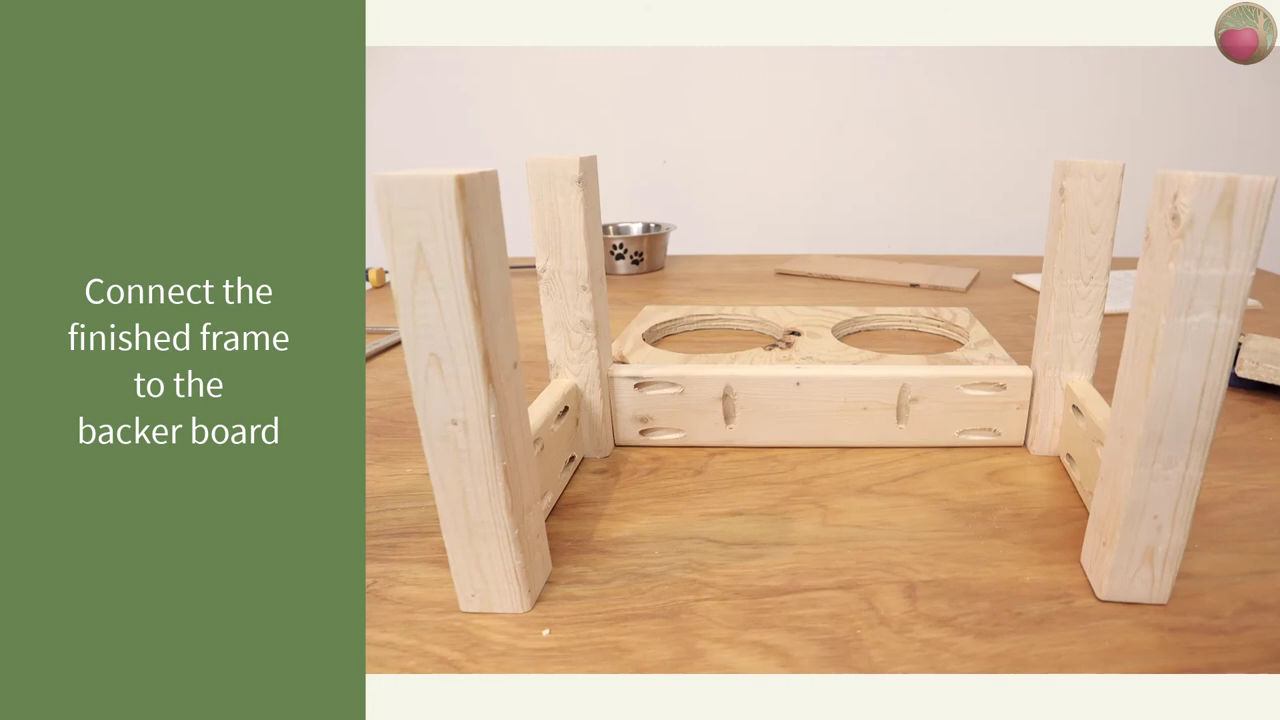 Connect the
finished frame
to the
backer board